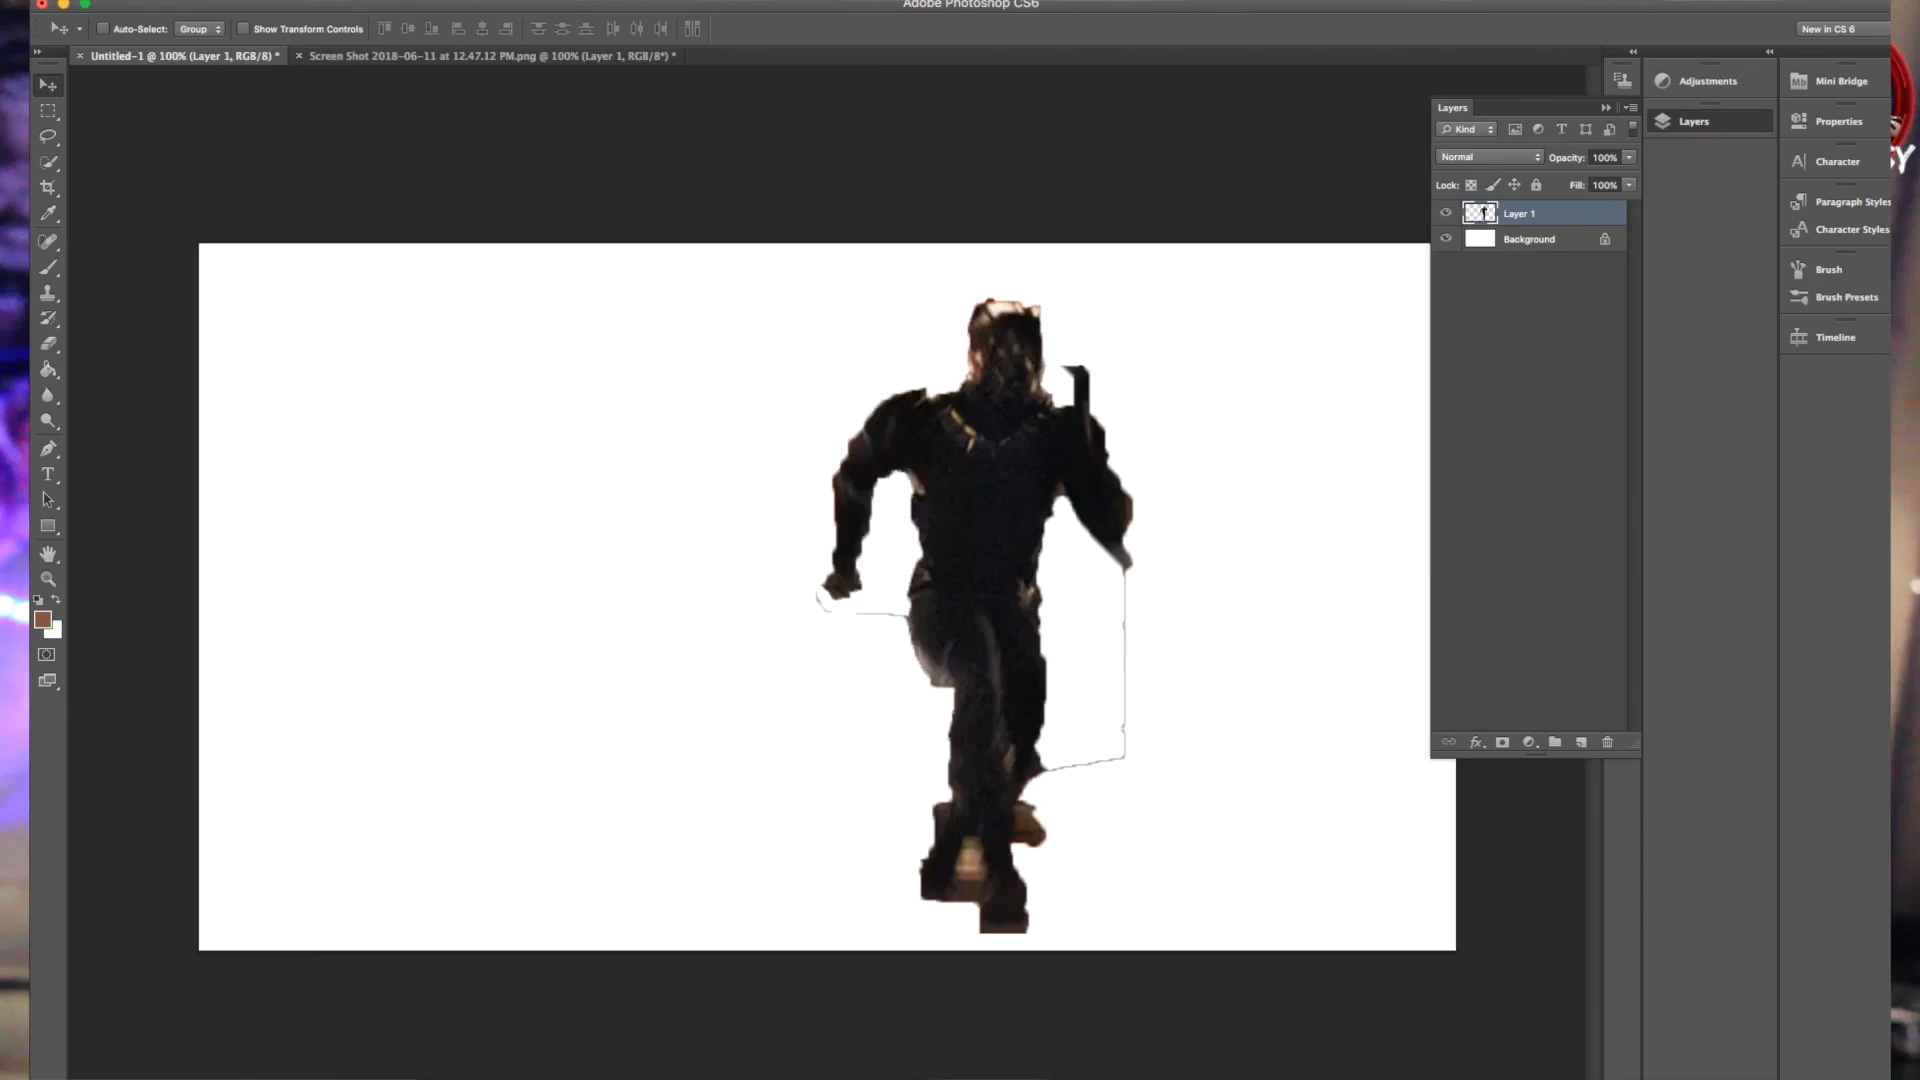 Adobe Photoshop CS6
Auto-Select: Group Show Transform Controls New in CS 6
Untitled-1 @ 100% (Layer 1, RGB/8) * Screen Shot 2018-06-11 at 12.47.12 PM.png @ 100% (Layer 1, RGB/8*) *
Layers
Kind
Normal Opacity: 100%
Lock: Fill: 100%
Layer 1
Background
fx
Adjustments
Layers
Mb Mini Bridge
Properties
A Character
Paragraph Styles
Character Styles
Brush
Brush Presets
Timeline
T
Y